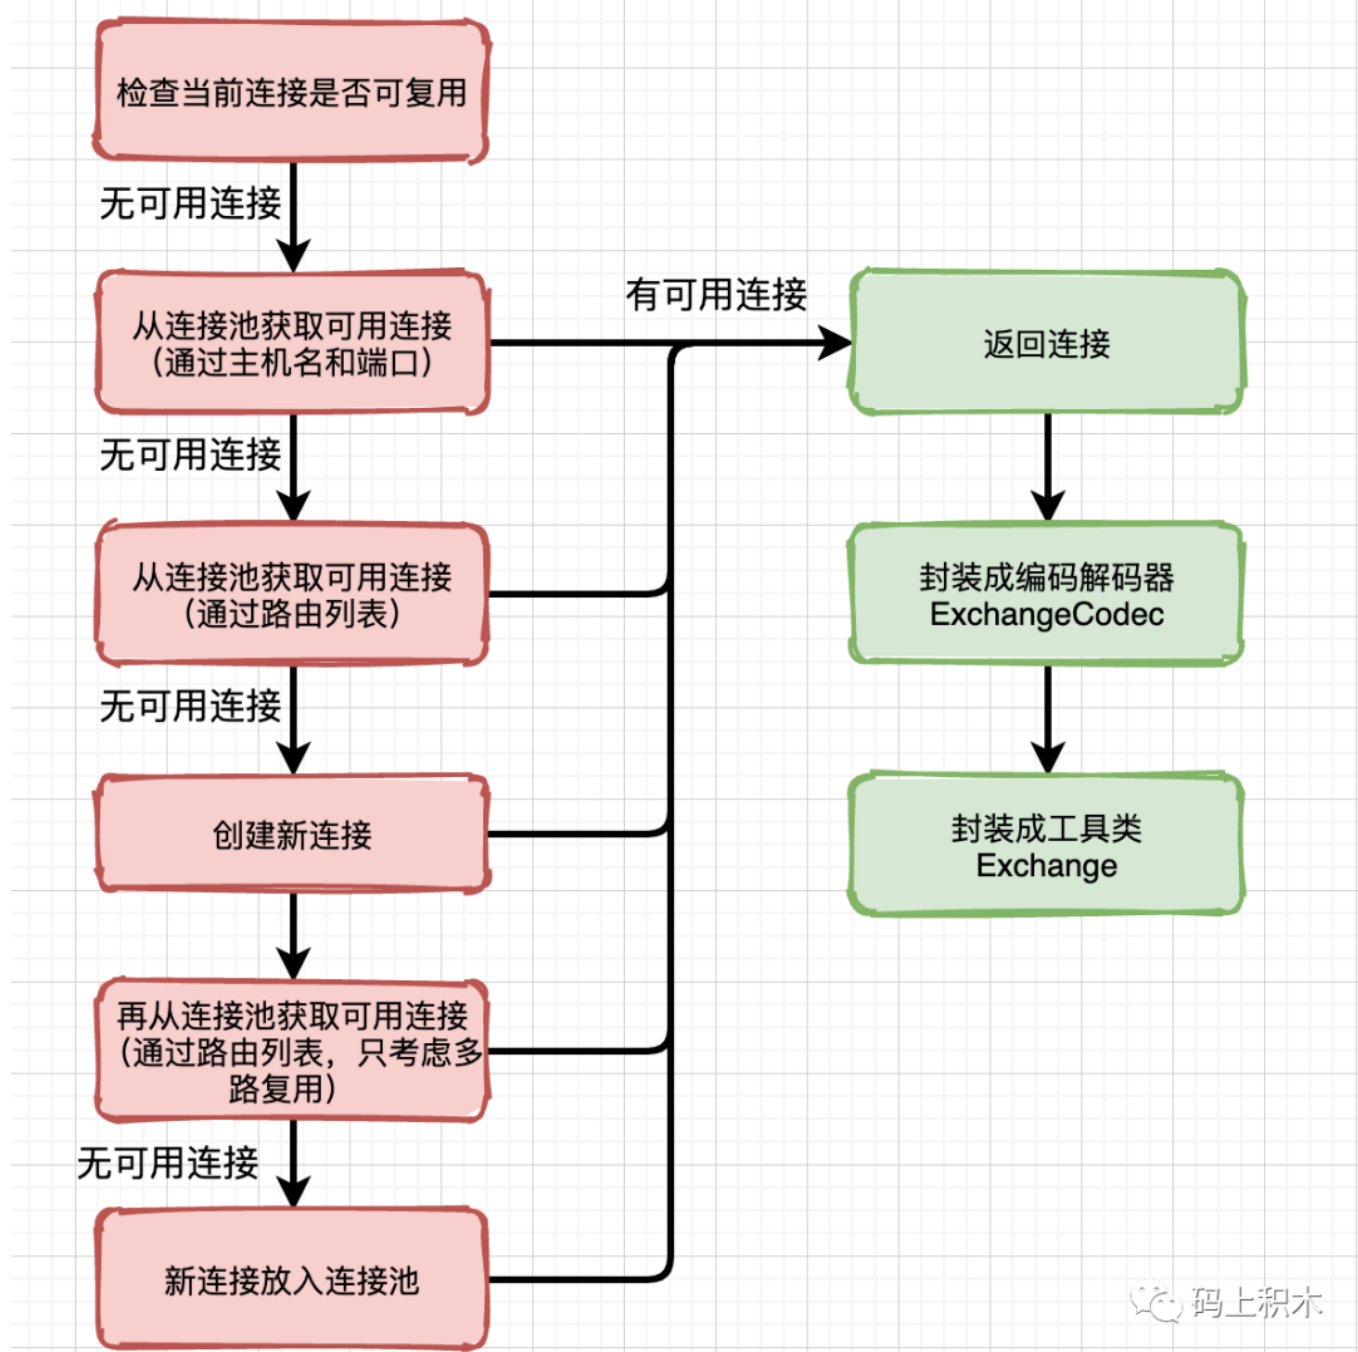 检查当前连接是否可复用
无可用连接
从连接池获取可用连接
（通过主机名和端口）
有可用连接
返回连接
无可用连接
从连接池获取可用连接
（通过路由列表）
封装成编码解码器
ExchangeCodec
无可用连接
创建新连接
封装成工具类
Exchange
再从连接池获取可用连接
（通过路由列表，只考虑多
路复用）
无可用连接
新连接放入连接池
码上积木